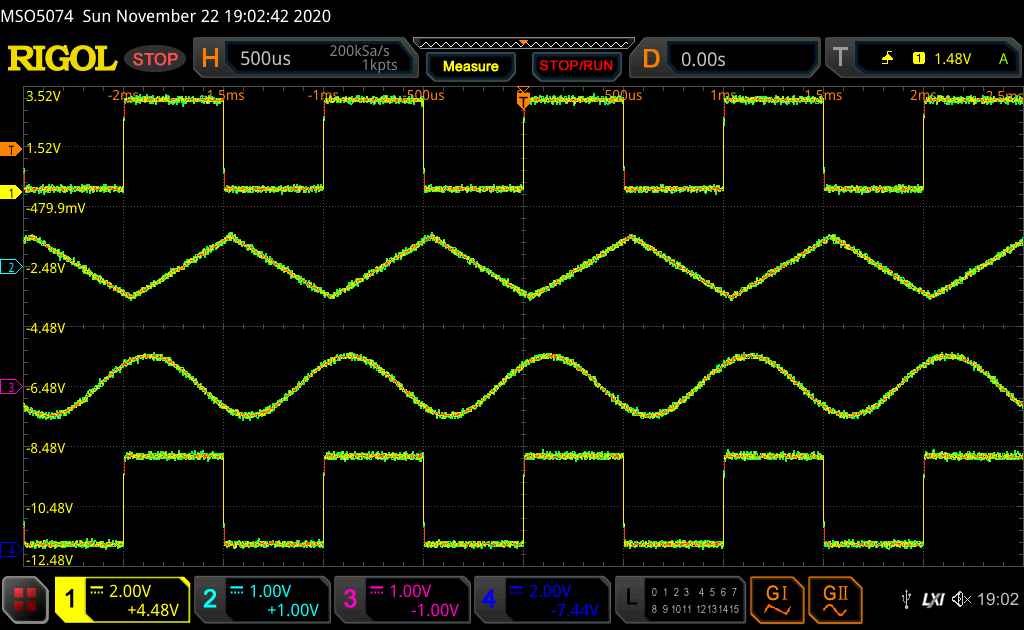 MSO5074 Sun November 22 19:02:42 2020
RIGOL STOP H 500us 200kSa/s 1kpts Measure STOP/RUN D 0.00s T 1 1.48V A
3.52V -2ms -1.5ms -1ms -500us T 500us 1ms 1.5ms 2ms 2.5ms
T 1.52V
1
-479.9mV
2 -2.48V
-4.48V
3 -6.48V
-8.48V
-10.48V
4
-12.48V
1 2.00V 2 1.00V 3 1.00V 4 2.00V L 0 1 2 3 4 5 6 7 GI GII
+4.48V +1.00V -1.00V -7.44V 8 9 10 11 12 13 14 15 LXI 19:02